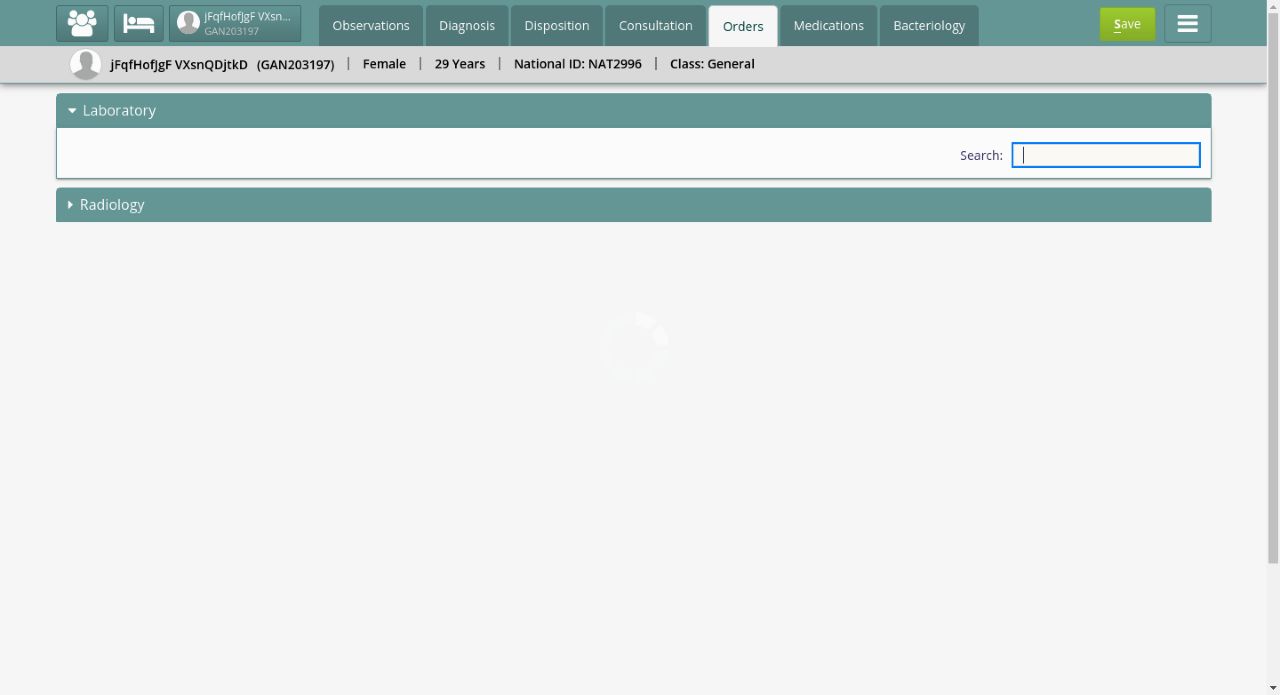 jFqfHofJgF VXsn...
GAN203197
Observations
Diagnosis
Disposition
Consultation
Orders
Medications
Bacteriology
Save
jFqfHofJgF VXsnQDjtkD (GAN203197) | Female | 29 Years | National ID: NAT2996 | Class: General
Laboratory
Search:
Radiology